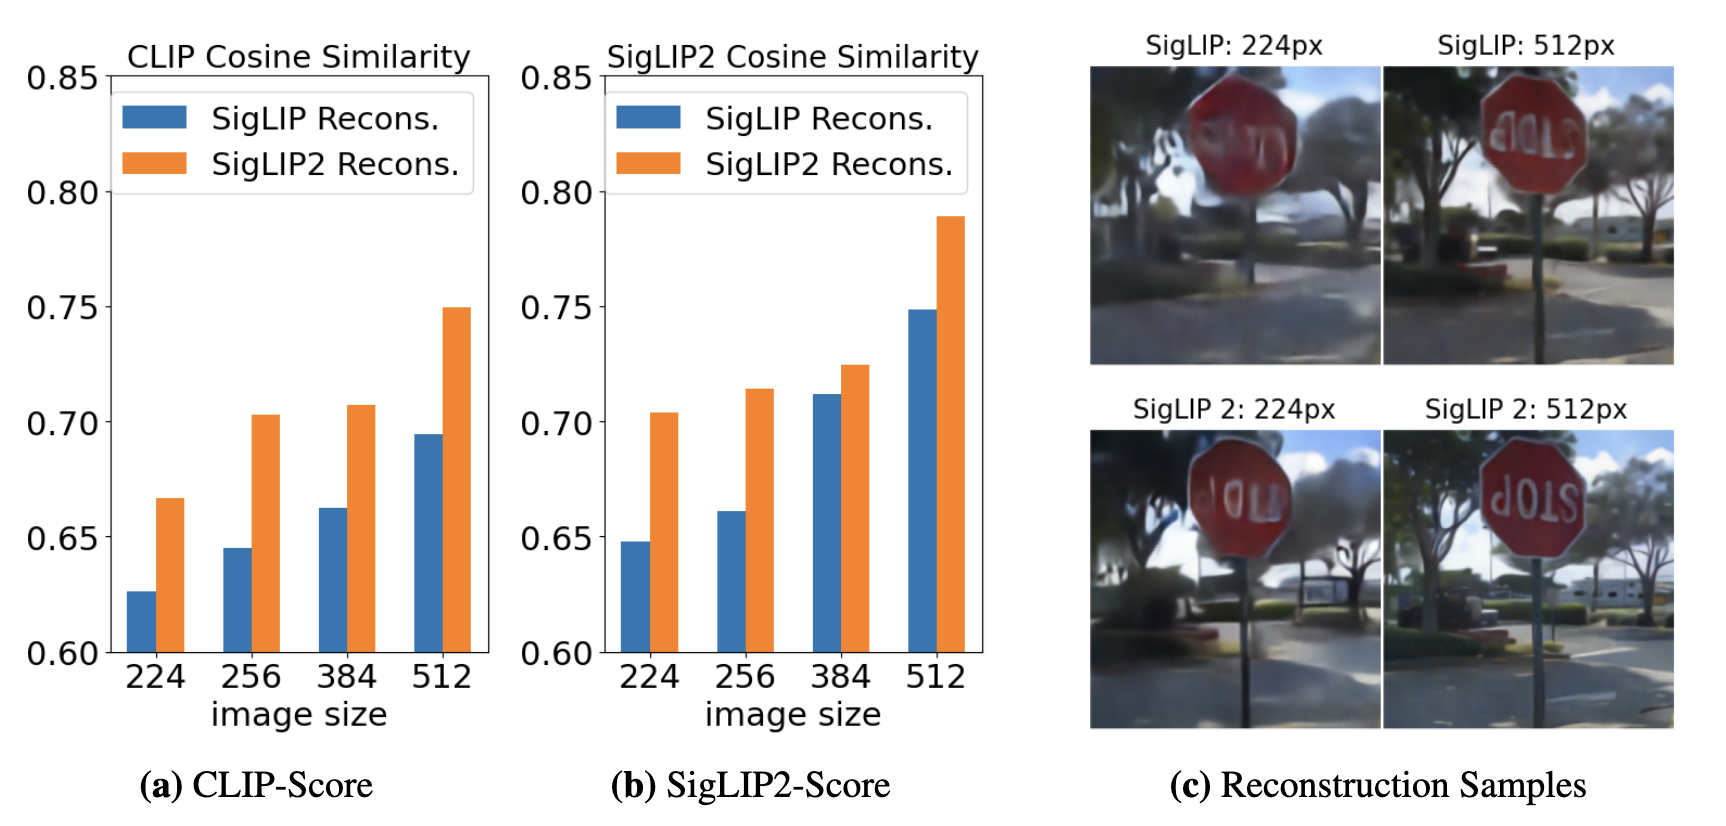 CLIP Cosine Similarity
0.85
0.80
0.75
0.70
0.65
0.60
SigLIP Recons.
SigLIP2 Recons.
224 256 384 512
image size
(a) CLIP-Score
SigLIP2 Cosine Similarity
0.85
0.80
0.75
0.70
0.65
0.60
SigLIP Recons.
SigLIP2 Recons.
224 256 384 512
image size
(b) SigLIP2-Score
SigLIP: 224px
SigLIP: 512px
SigLIP 2: 224px
SigLIP 2: 512px
STOP
(c) Reconstruction Samples